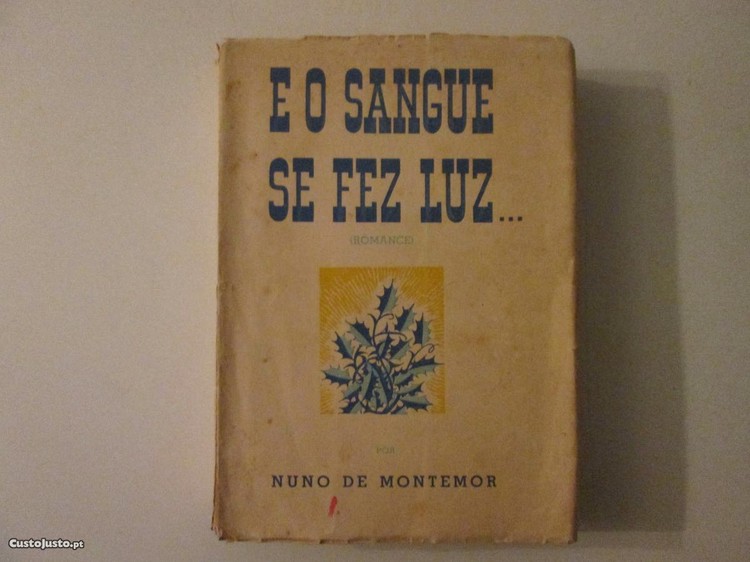 E O SANGUE
SE FEZ LUZ...
(ROMANCE)
POR
NUNO DE MONTEMOR
CustoJusto.pt